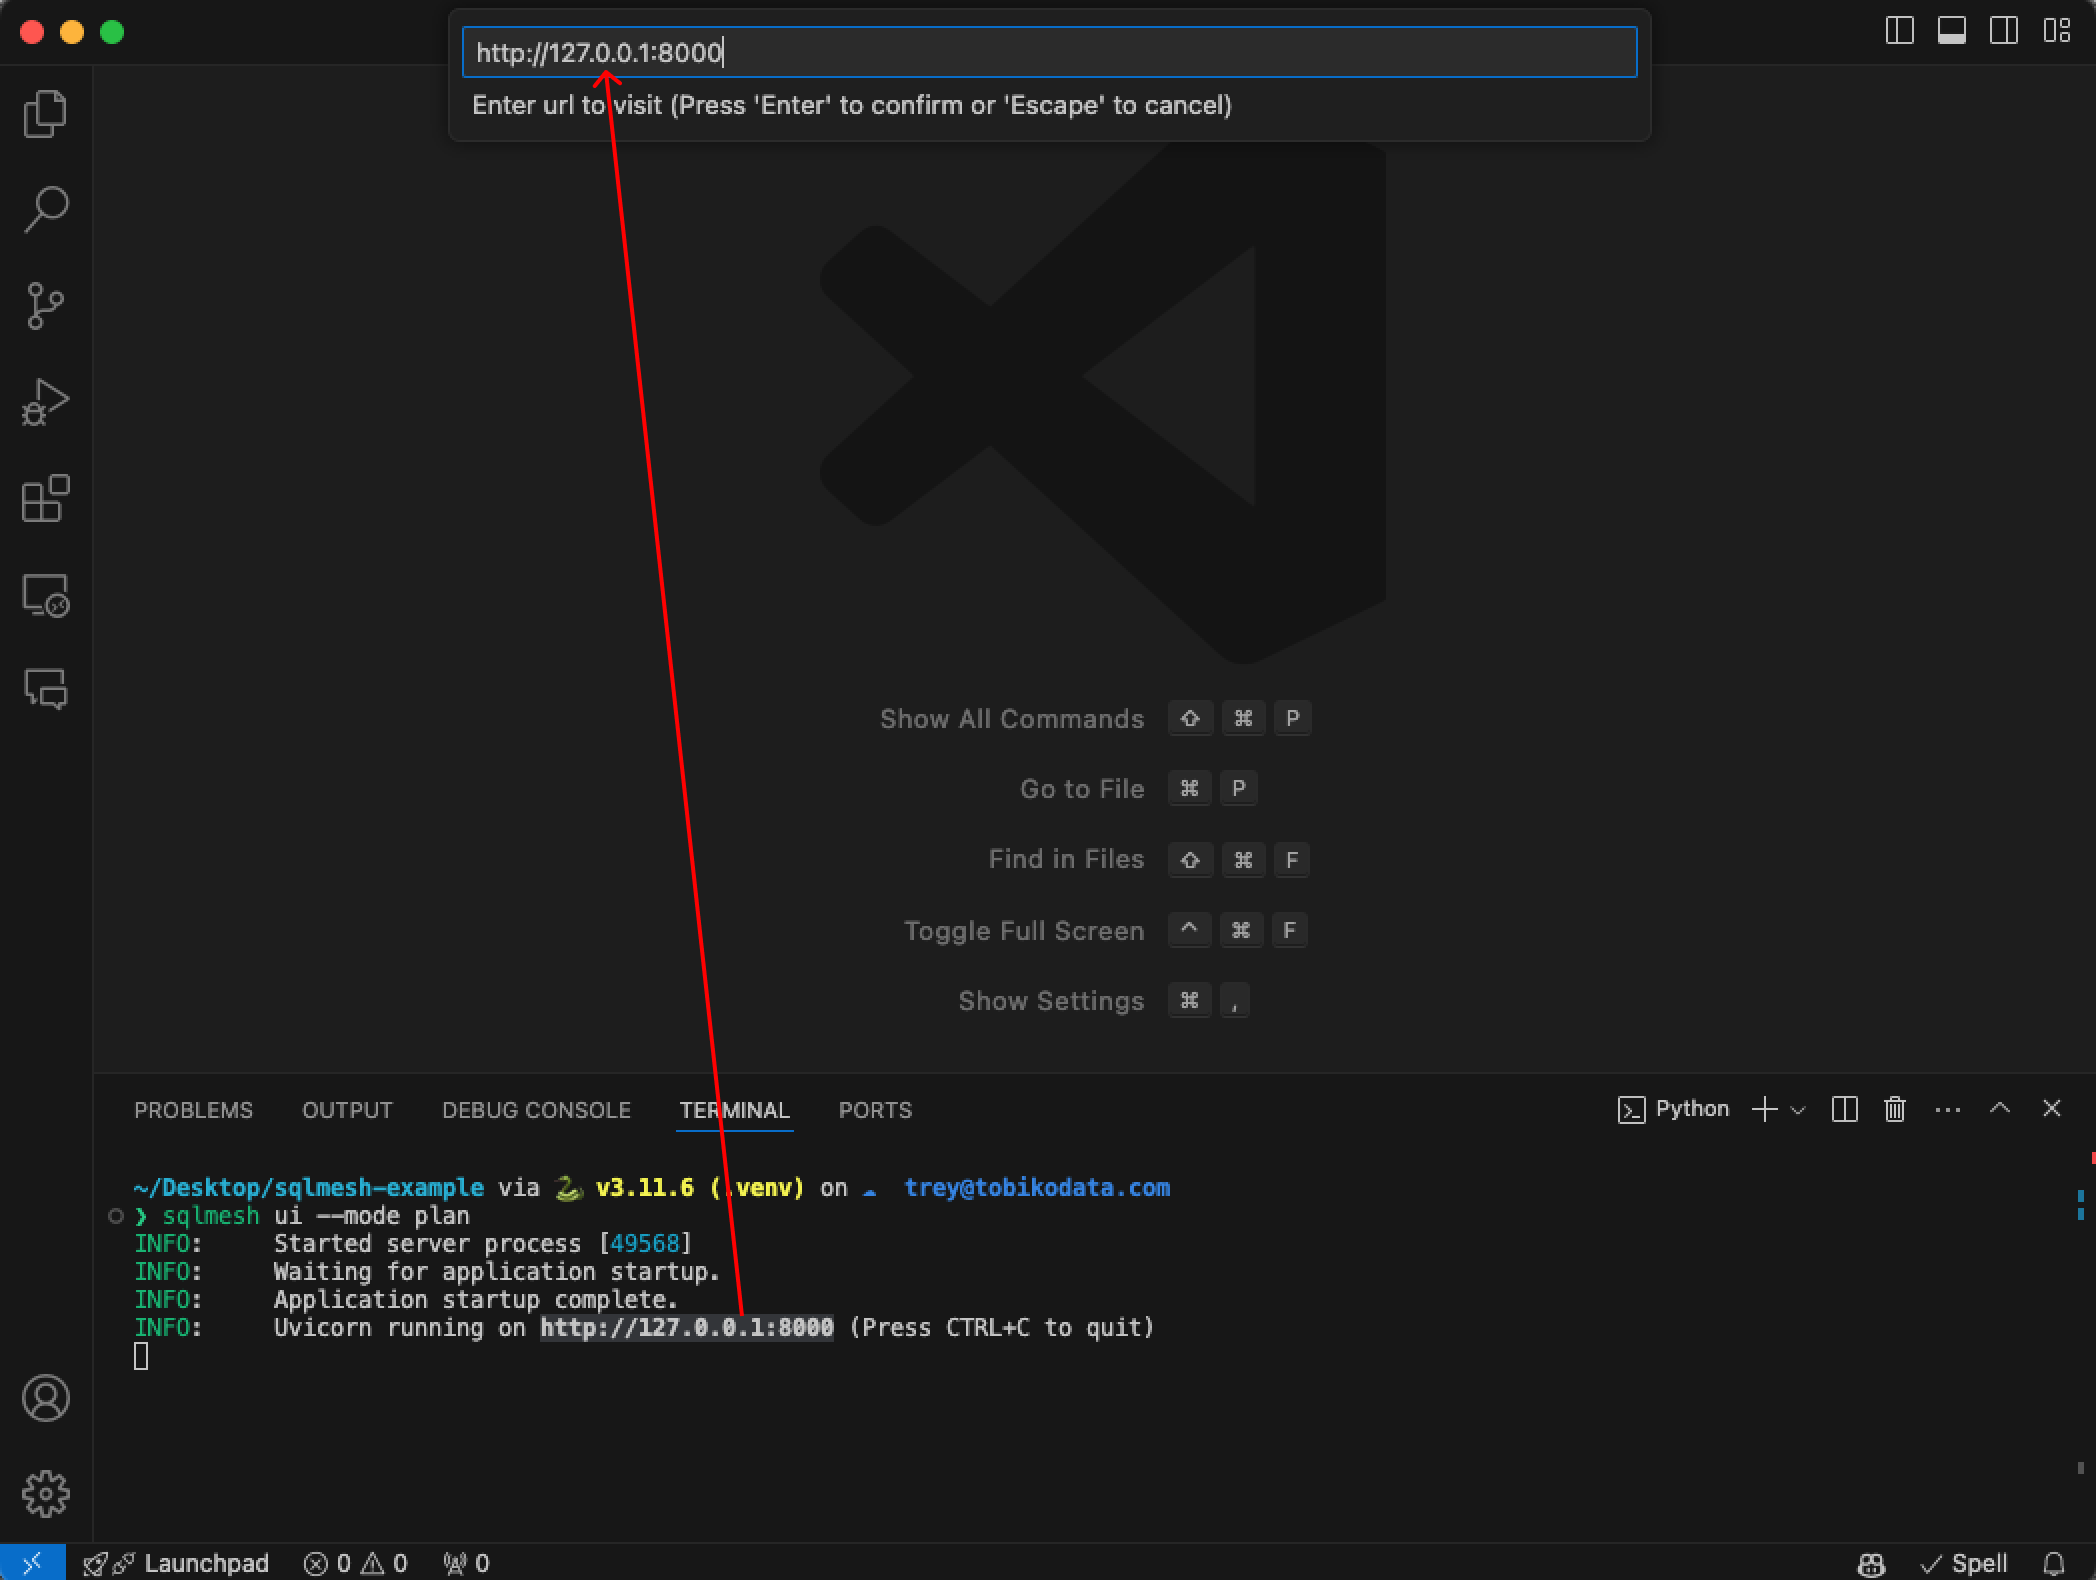 http://127.0.0.1:8000
Enter url to visit (Press 'Enter' to confirm or 'Escape' to cancel)
Show All Commands ⇧ ⌘ P
Go to File ⌘ P
Find in Files ⇧ ⌘ F
Toggle Full Screen ^ ⌘ F
Show Settings ⌘ ,
PROBLEMS OUTPUT DEBUG CONSOLE TERMINAL PORTS Python
~/Desktop/sqlmesh-example via 🐍 v3.11.6 (.venv) on ☁ trey@tobikodata.com
❯ sqlmesh ui --mode plan
INFO: Started server process [49568]
INFO: Waiting for application startup.
INFO: Application startup complete.
INFO: Uvicorn running on http://127.0.0.1:8000 (Press CTRL+C to quit)
Launchpad 0 0 0 Spell